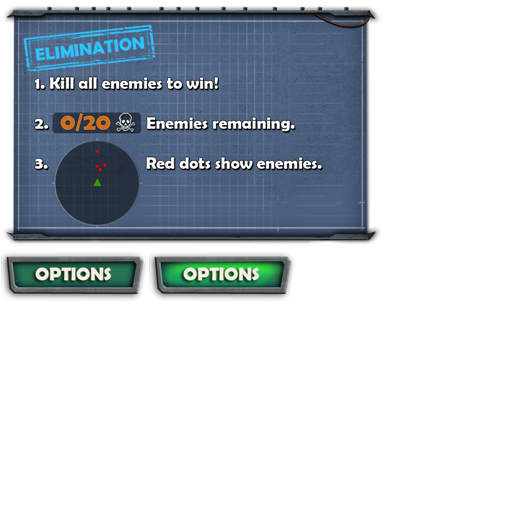 ELIMINATION
1. Kill all enemies to win!
2. 0/20 Enemies remaining.
3. Red dots show enemies.
OPTIONS OPTIONS